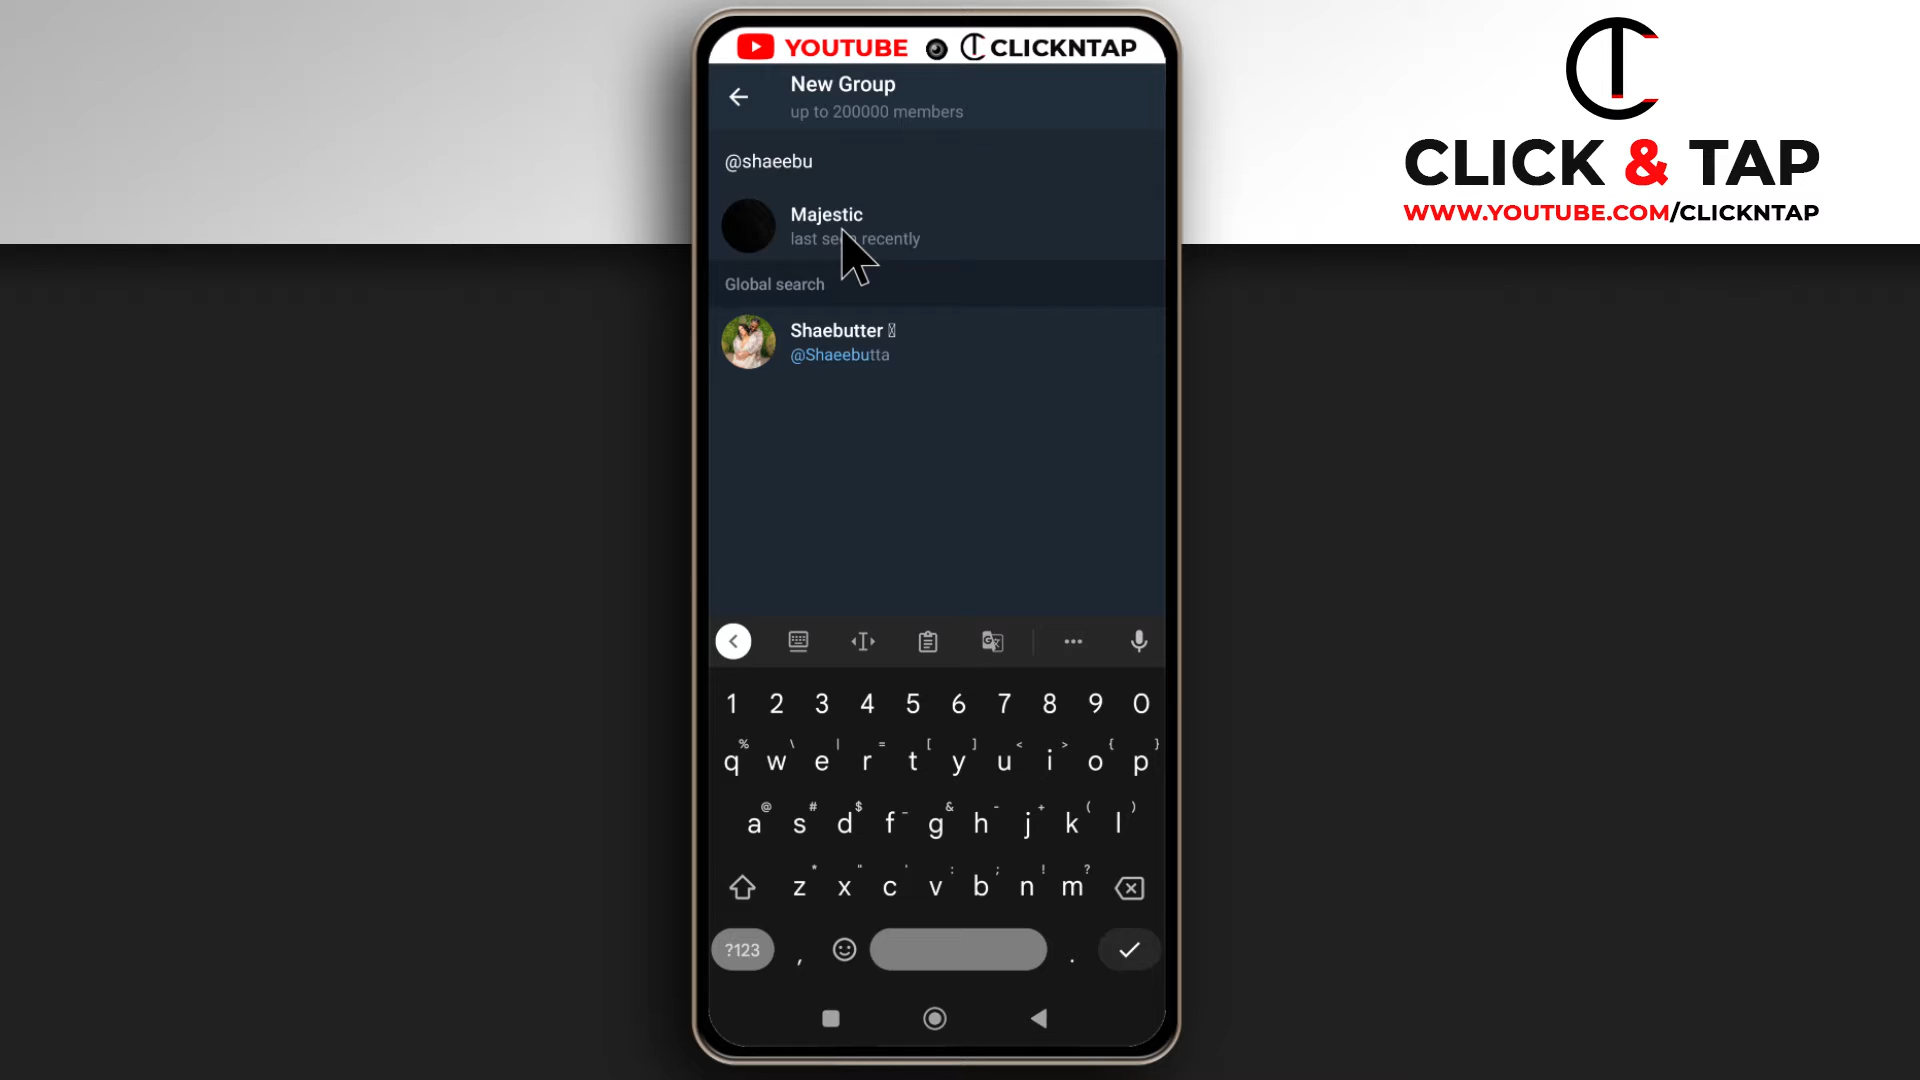 YOUTUBE CLICKNTAP
New Group
up to 200000 members
@shaeebu
Majestic
last seen recently
Global search
Shaebutter
@Shaeebutta
1 2 3 4 5 6 7 8 9 0
% \ | = [ ] < > { }
q w e r t y u i o p
@ # $ _ & - + ( )
a s d f g h j k l
* " ' : ; ! ?
z x c v b n m
?123 , .
CLICK & TAP
WWW.YOUTUBE.COM/CLICKNTAP